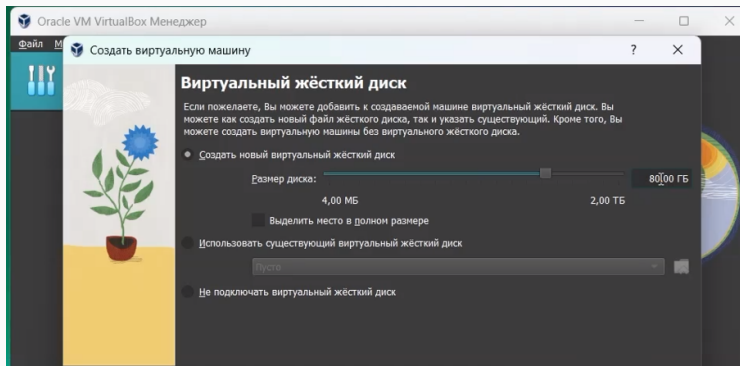 Oracle VM VirtualBox Менеджер
Файл
Создать виртуальную машину
?
Виртуальный жёсткий диск
Если пожелаете, Вы можете добавить к создаваемой машине виртуальный жёсткий диск. Вы
можете как создать новый файл жёсткого диска, так и указать существующий. Кроме того, Вы
можете создать виртуальную машины без виртуального жёсткого диска.
Создать новый виртуальный жёсткий диск
Размер диска:
80,00 ГБ
4,00 МБ
2,00 ТБ
Выделить место в полном размере
Использовать существующий виртуальный жёсткий диск
Пусто
Не подключать виртуальный жёсткий диск